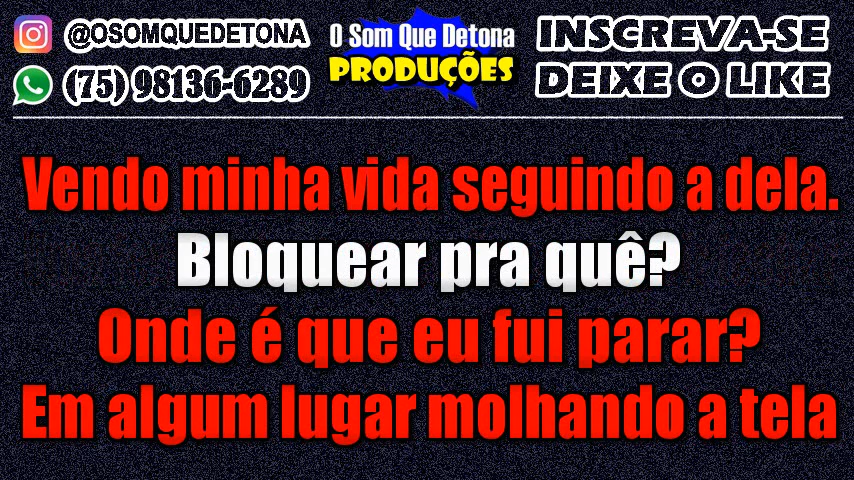 @OSOMQUEDETONA
(75) 98136-6289
O Som Que Detona
PRODUÇÕES
INSCREVA-SE
DEIXE O LIKE
Vendo minha vida seguindo a dela.
Bloquear pra quê?
Onde é que eu fui parar?
Em algum lugar molhando a tela